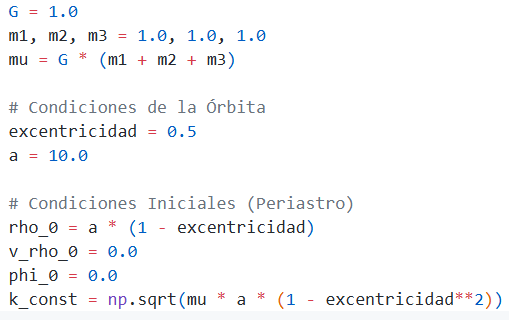 G = 1.0
m1, m2, m3 = 1.0, 1.0, 1.0
mu = G * (m1 + m2 + m3)
# Condiciones de la Órbita
excentricidad = 0.5
a = 10.0
# Condiciones Iniciales (Periastro)
rho_0 = a * (1 - excentricidad)
v_rho_0 = 0.0
phi_0 = 0.0
k_const = np.sqrt(mu * a * (1 - excentricidad**2))